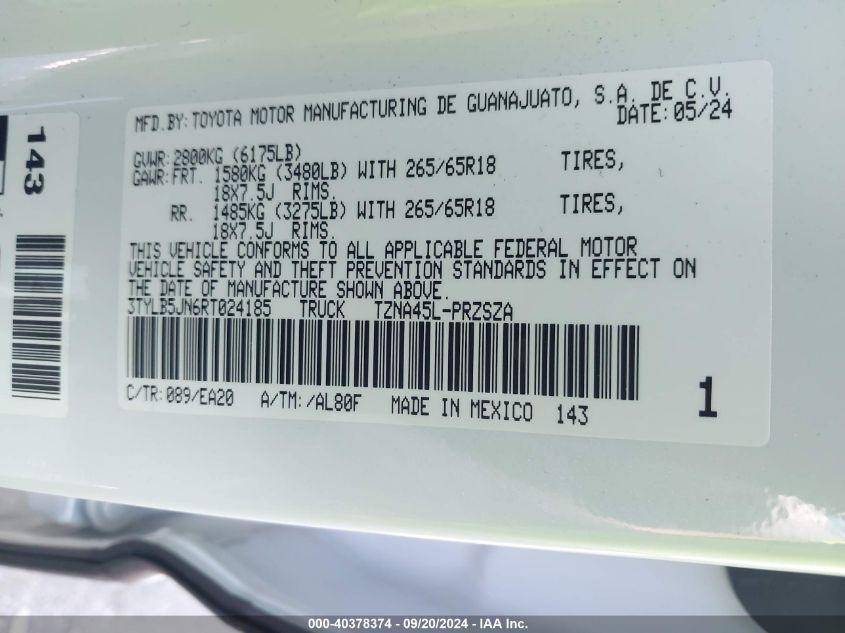 143
MFD.BY: TOYOTA MOTOR MANUFACTURING DE GUANAJUATO, S.A. DE C.V.
DATE: 05/24
GVWR: 2800KG (6175LB)
GAWR: FRT. 1580KG (3480LB) WITH 265/65R18 TIRES,
18X7.5J RIMS.
RR. 1485KG (3275LB) WITH 265/65R18 TIRES,
18X7.5J RIMS.
THIS VEHICLE CONFORMS TO ALL APPLICABLE FEDERAL MOTOR
VEHICLE SAFETY AND THEFT PREVENTION STANDARDS IN EFFECT ON
THE DATE OF MANUFACTURE SHOWN ABOVE.
3TYLB5JN6RT024185 TRUCK TZNA45L-PRZSZA
C/TR: 089/EA20 A/TM: /AL80F MADE IN MEXICO 143
1
000-40378374 / 09/20/2024 - IAA Inc.